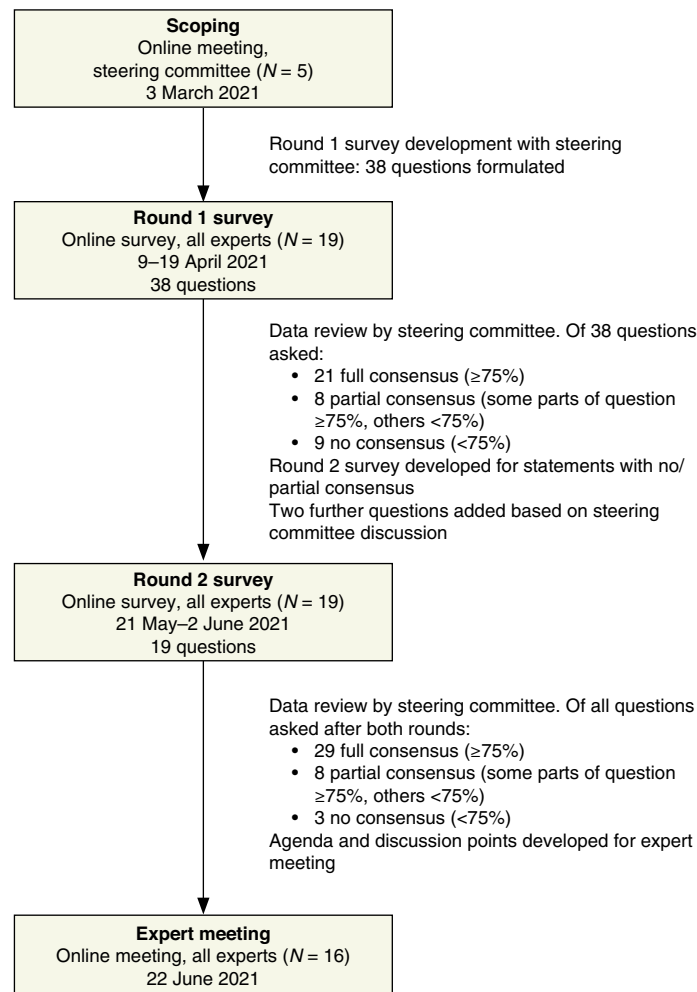 Scoping
Online meeting,
steering committee (N = 5)
3 March 2021
Round 1 survey development with steering
committee: 38 questions formulated
Round 1 survey
Online survey, all experts (N = 19)
9–19 April 2021
38 questions
Data review by steering committee. Of 38 questions
asked:
• 21 full consensus (≥75%)
• 8 partial consensus (some parts of question
≥75%, others <75%)
• 9 no consensus (<75%)
Round 2 survey developed for statements with no/
partial consensus
Two further questions added based on steering
committee discussion
Round 2 survey
Online survey, all experts (N = 19)
21 May–2 June 2021
19 questions
Data review by steering committee. Of all questions
asked after both rounds:
• 29 full consensus (≥75%)
• 8 partial consensus (some parts of question
≥75%, others <75%)
• 3 no consensus (<75%)
Agenda and discussion points developed for expert
meeting
Expert meeting
Online meeting, all experts (N = 16)
22 June 2021